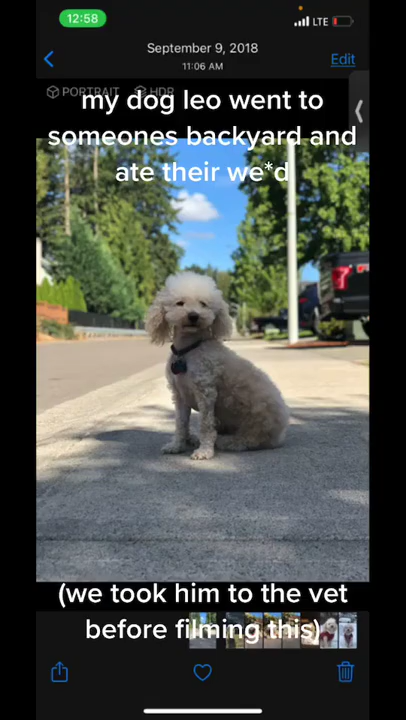 12:58
LTE
September 9, 2018
11:06 AM
Edit
PORTRAIT HDR
my dog leo went to
someones backyard and
ate their we*d
(we took him to the vet
before filming this)